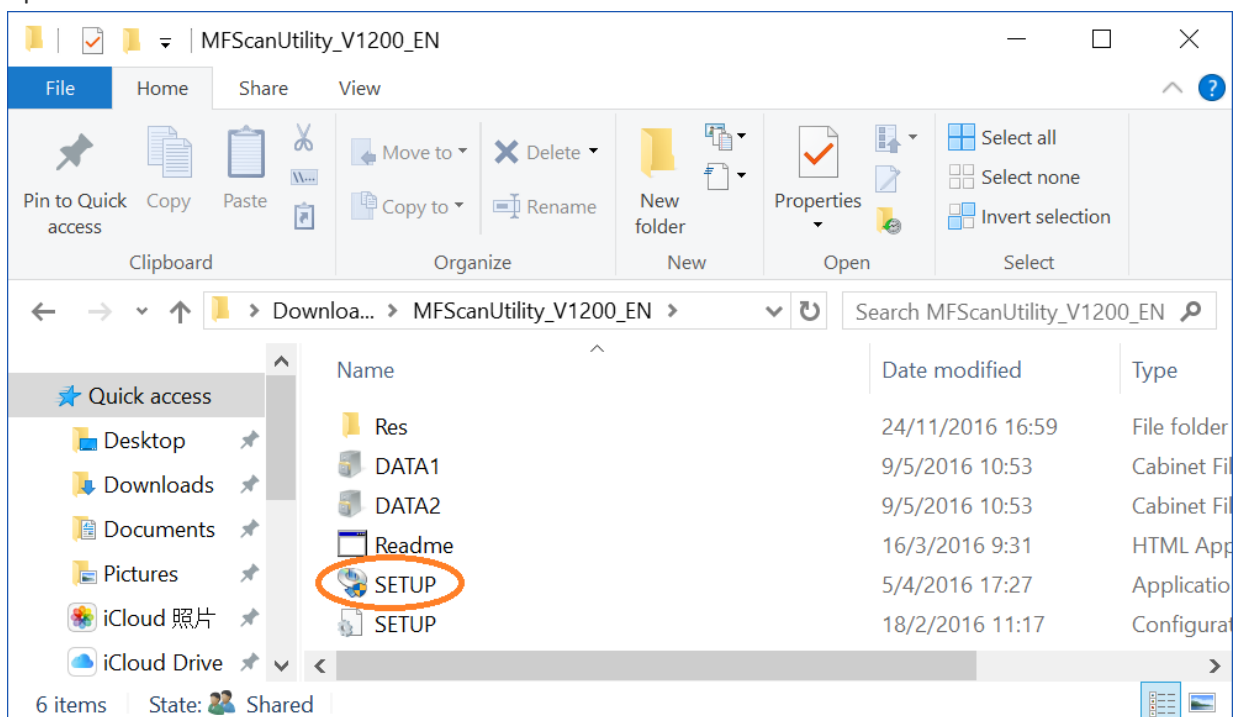 MFScanUtility_V1200_EN
File Home Share View
Pin to Quick access
Copy
Paste
Clipboard
Move to
Copy to
Delete
Rename
Organize
New folder
New
Properties
Open
Select all
Select none
Invert selection
Select
Downloa... > MFScanUtility_V1200_EN >
Search MFScanUtility_V1200_EN
Quick access
Desktop
Downloads
Documents
Pictures
iCloud 照片
iCloud Drive
Name Date modified Type
Res 24/11/2016 16:59 File folder
DATA1 9/5/2016 10:53 Cabinet Fil
DATA2 9/5/2016 10:53 Cabinet Fil
Readme 16/3/2016 9:31 HTML App
SETUP 5/4/2016 17:27 Applicatio
SETUP 18/2/2016 11:17 Configurat
6 items State: Shared